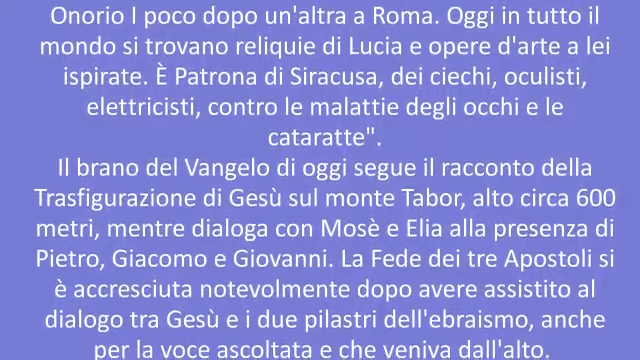 Onorio I poco dopo un'altra a Roma. Oggi in tutto il
mondo si trovano reliquie di Lucia e opere d'arte a lei
ispirate. È Patrona di Siracusa, dei ciechi, oculisti,
elettricisti, contro le malattie degli occhi e le
cataratte".
Il brano del Vangelo di oggi segue il racconto della
Trasfigurazione di Gesù sul monte Tabor, alto circa 600
metri, mentre dialoga con Mosè e Elia alla presenza di
Pietro, Giacomo e Giovanni. La Fede dei tre Apostoli si
è accresciuta notevolmente dopo avere assistito al
dialogo tra Gesù e i due pilastri dell'ebraismo, anche
per la voce ascoltata e che veniva dall'alto.